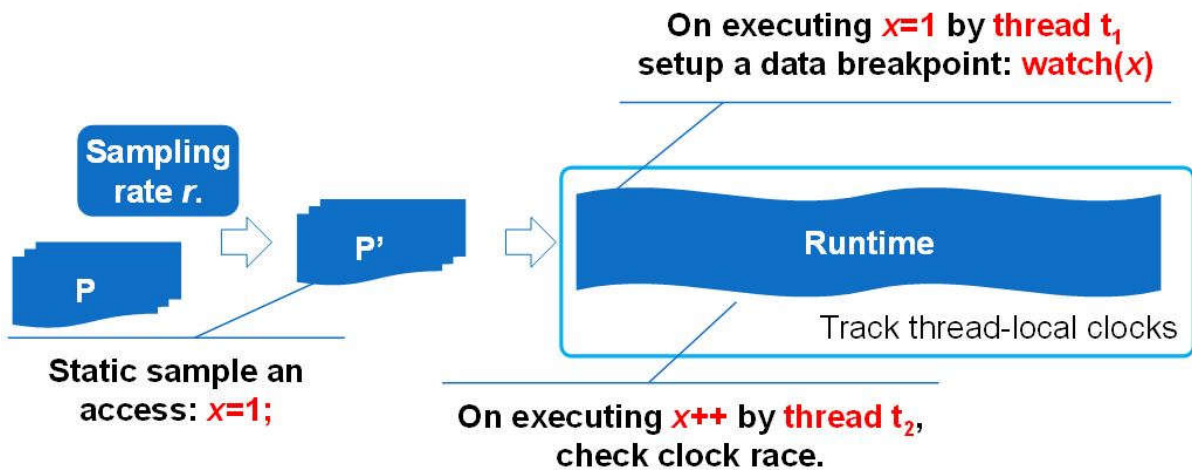 On executing x=1 by thread t₁
setup a data breakpoint: watch(x)
Sampling
rate r.
P
P’
Runtime
Track thread-local clocks
Static sample an
access: x=1;
On executing x++ by thread t₂,
check clock race.